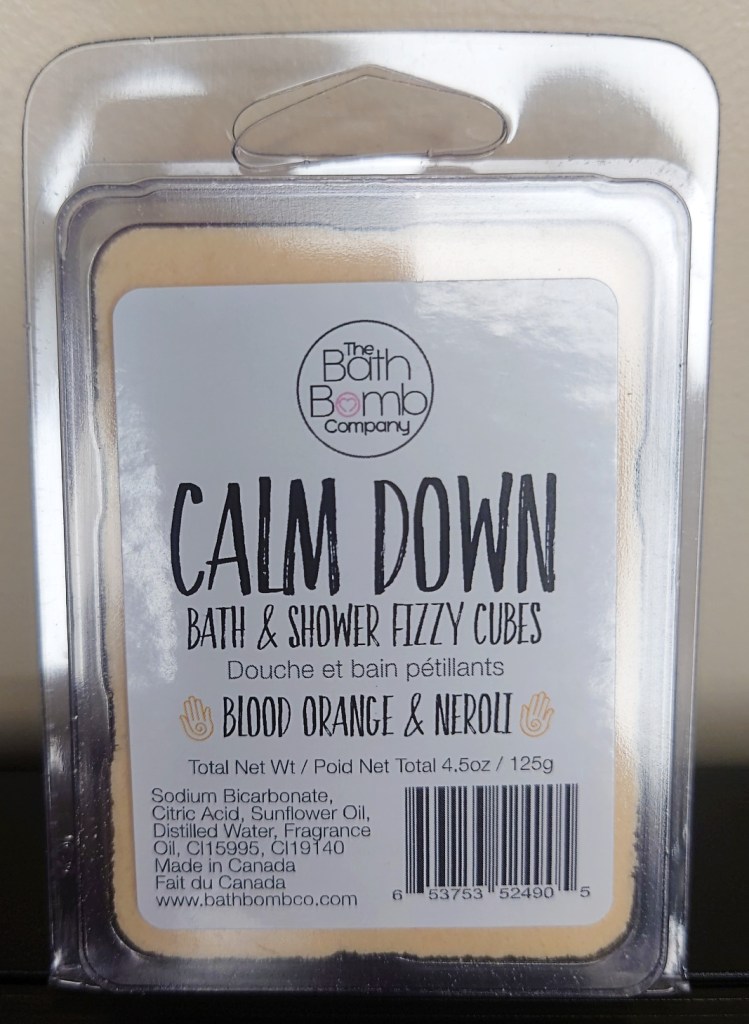 The
Bath
Bomb
Company
CALM DOWN
BATH & SHOWER FIZZY CUBES
Douche et bain pétillants
BLOOD ORANGE & NEROLI
Total Net Wt / Poid Net Total 4.5oz / 125g
Sodium Bicarbonate,
Citric Acid, Sunflower Oil,
Distilled Water, Fragrance
Oil, CI15995, CI19140
Made in Canada
Fait du Canada
www.bathbombco.com
6 53753 52490 5